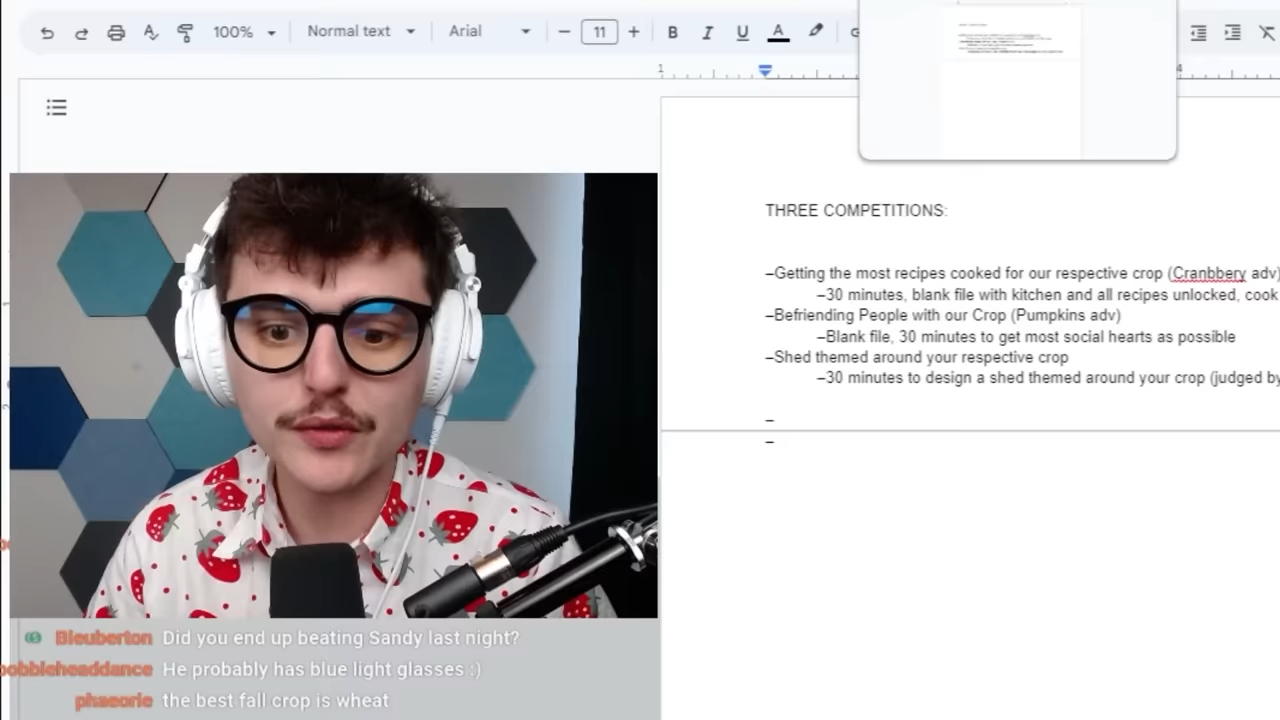 100%
Normal text
Arial
11
B
I
U
A
1
4
THREE COMPETITIONS:
–Getting the most recipes cooked for our respective crop (Cranbbery adv)
–30 minutes, blank file with kitchen and all recipes unlocked, cook
–Befriending People with our Crop (Pumpkins adv)
–Blank file, 30 minutes to get most social hearts as possible
–Shed themed around your respective crop
–30 minutes to design a shed themed around your crop (judged by
–
–
Bleuberton Did you end up beating Sandy last night?
bobbleheaddance He probably has blue light glasses :)
phaeorie the best fall crop is wheat